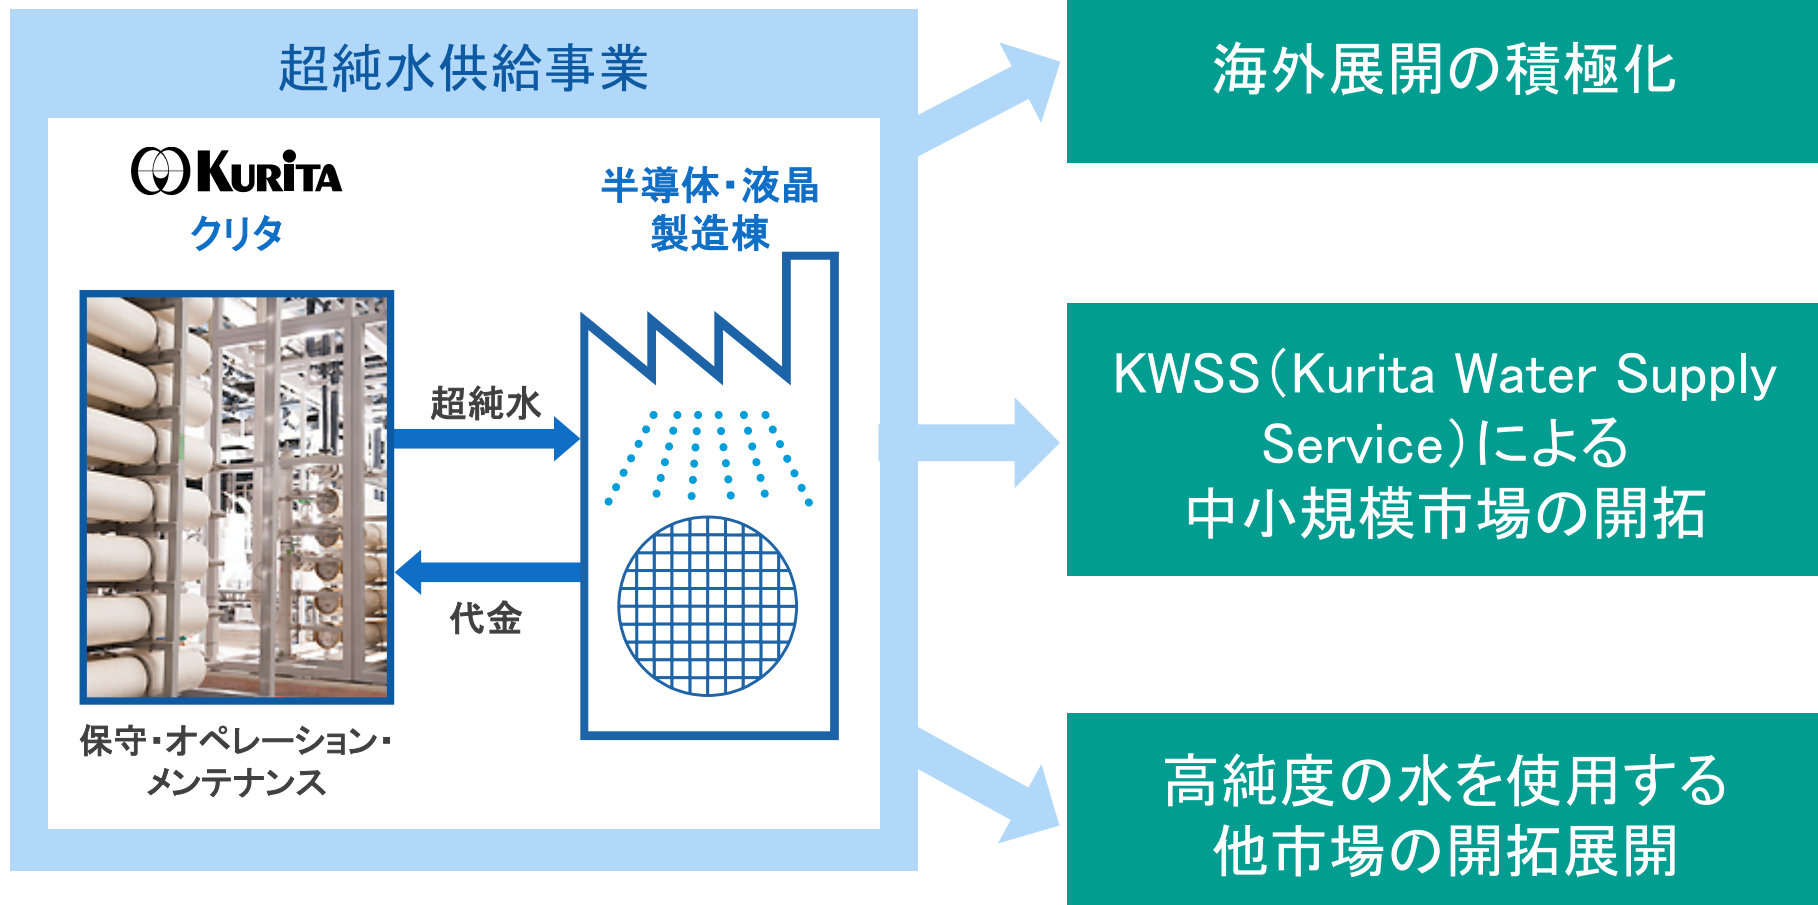 超純水供給事業
KURITA
クリタ
半導体・液晶
製造棟
超純水
代金
保守・オペレーション・
メンテナンス
海外展開の積極化
KWSS（Kurita Water Supply
Service）による
中小規模市場の開拓
高純度の水を使用する
他市場の開拓展開